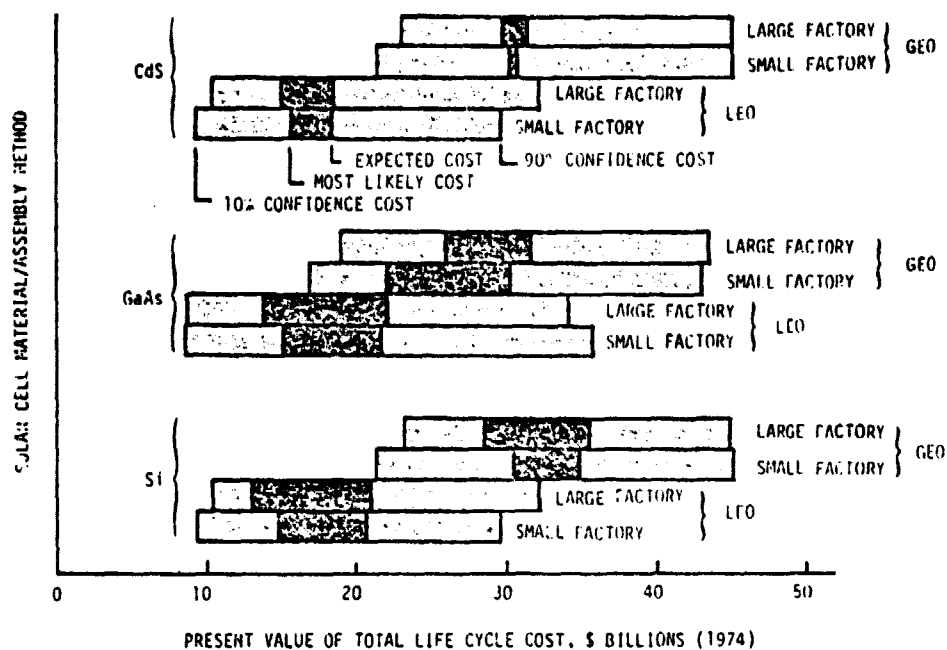 LARGE FACTORY
SMALL FACTORY
GEO
CdS
LARGE FACTORY
SMALL FACTORY
LEO
EXPECTED COST
90% CONFIDENCE COST
MOST LIKELY COST
10% CONFIDENCE COST
SOLAR CELL MATERIAL/ASSEMBLY METHOD
LARGE FACTORY
SMALL FACTORY
GEO
GaAs
LARGE FACTORY
SMALL FACTORY
LEO
LARGE FACTORY
SMALL FACTORY
GEO
Si
LARGE FACTORY
SMALL FACTORY
LEO
0 10 20 30 40 50
PRESENT VALUE OF TOTAL LIFE CYCLE COST, $ BILLIONS (1974)